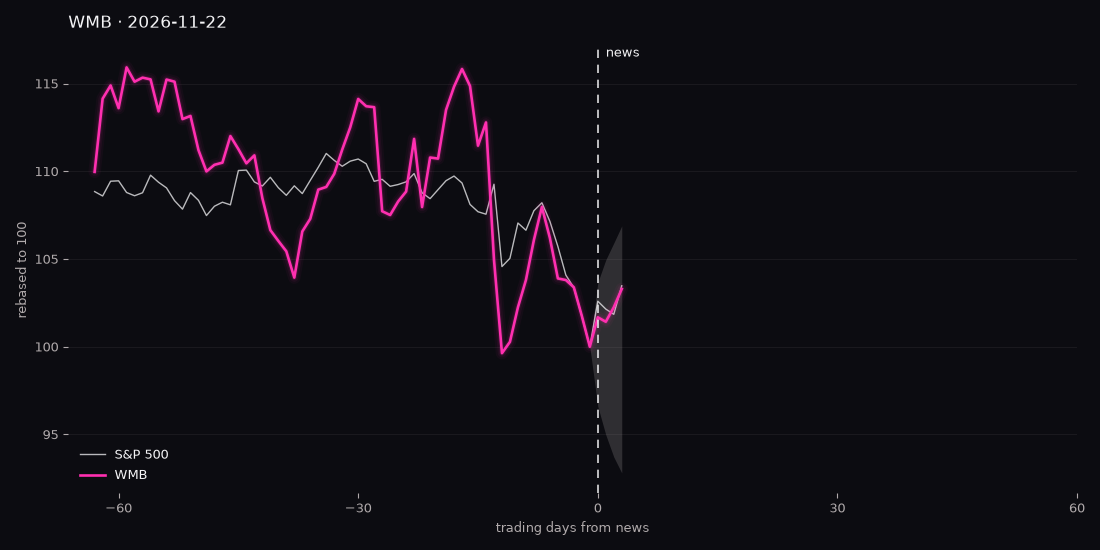 WMB · 2026-11-22
news
115
110
105
100
95
rebased to 100
S&P 500
WMB
−60
−30
0
30
60
trading days from news